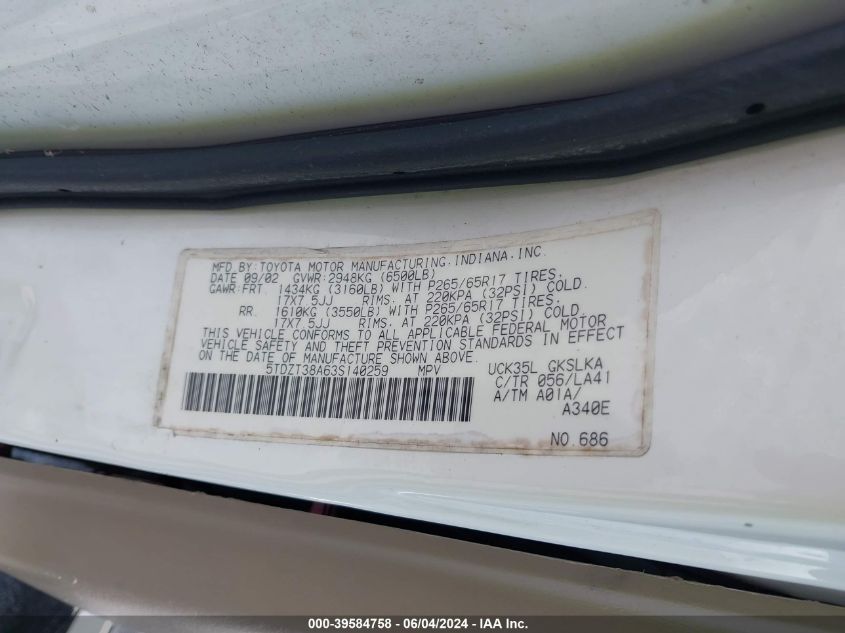 MFD BY:TOYOTA MOTOR MANUFACTURING,INDIANA,INC.
DATE 09/02 GVWR:2948KG (6500LB)
GAWR:FRT 1434KG (3160LB) WITH P265/65R17 TIRES,
17X7.5JJ RIMS, AT 220KPA (32PSI) COLD.
RR. 1610KG (3550LB) WITH P265/65R17 TIRES,
17X7.5JJ RIMS, AT 220KPA (32PSI) COLD.
THIS VEHICLE CONFORMS TO ALL APPLICABLE FEDERAL MOTOR
VEHICLE SAFETY AND THEFT PREVENTION STANDARDS IN EFFECT
ON THE DATE OF MANUFACTURE SHOWN ABOVE.
5TDZT38A63S140259 MPV UCK35L GKSLKA
C/TR 056/LA41
A/TM A01A/
A340E
NO.686
000-39584758 - 06/04/2024 - IAA Inc.